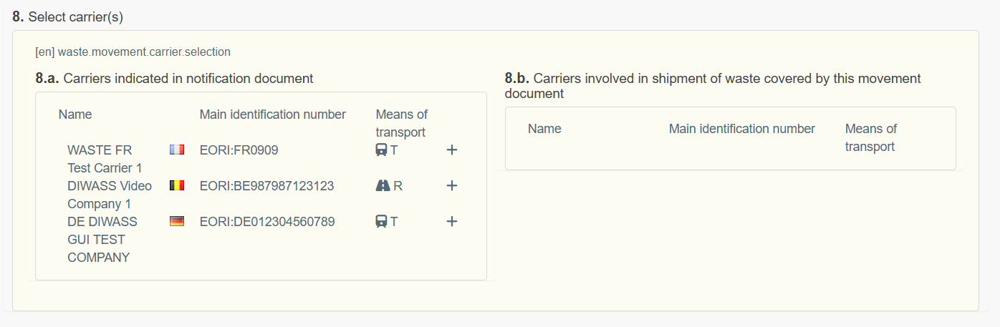 8. Select carrier(s)
[en] waste.movement.carrier.selection
8.a. Carriers indicated in notification document
Name Main identification number Means of
transport
WASTE FR EORI:FR0909 T +
Test Carrier 1
DIWASS Video EORI:BE987987123123 R +
Company 1
DE DIWASS EORI:DE012304560789 T +
GUI TEST
COMPANY
8.b. Carriers involved in shipment of waste covered by this movement
document
Name Main identification number Means of
transport